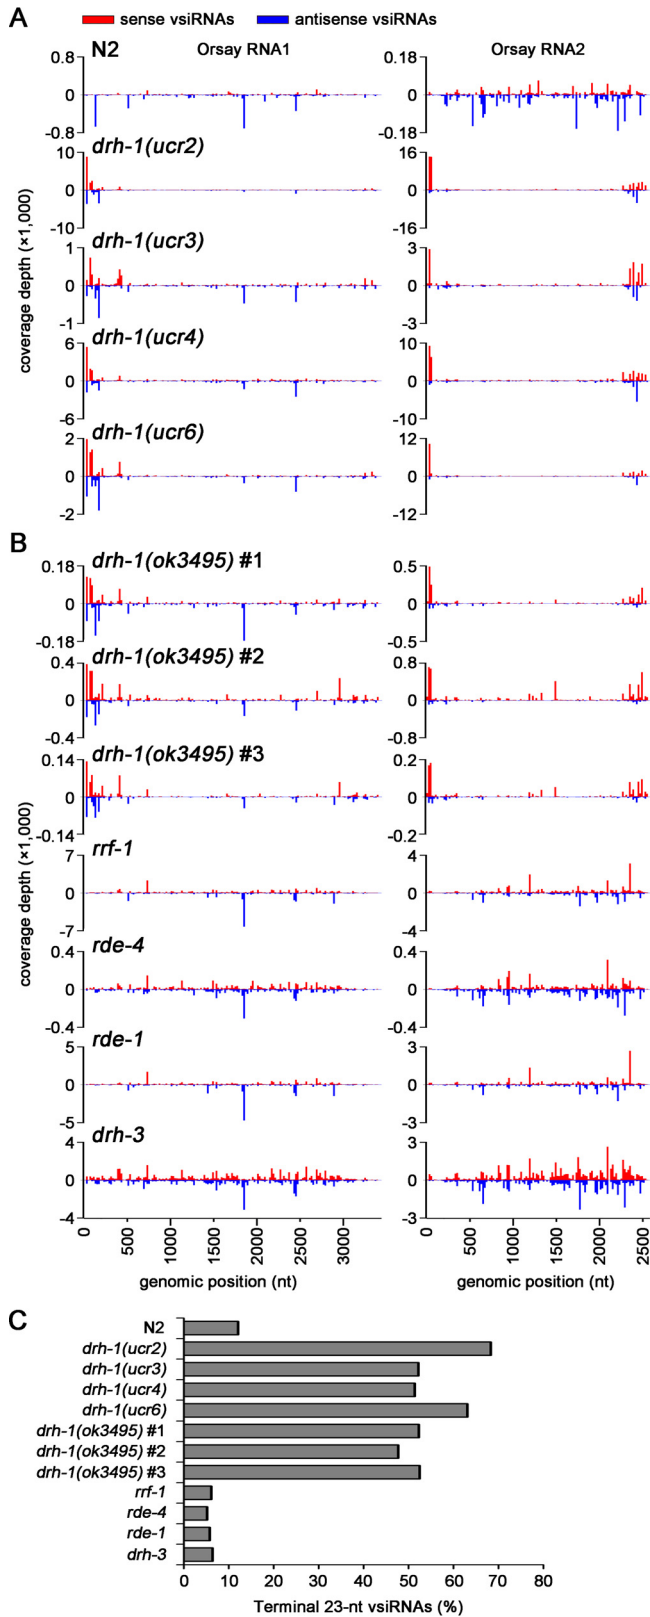 A
sense vsiRNAs antisense vsiRNAs
N2 Orsay RNA1 Orsay RNA2
0.8 0.18
0 0
-0.8 -0.18
drh-1(ucr2)
10 16
0 0
-10 -16
drh-1(ucr3)
1 3
0 0
-1 -3
drh-1(ucr4)
6 10
0 0
-6 -10
drh-1(ucr6)
2 12
0 0
-2 -12
coverage depth (×1,000)
B
drh-1(ok3495) #1
0.18 0.5
0 0
-0.18 -0.5
drh-1(ok3495) #2
0.4 0.8
0 0
-0.4 -0.8
drh-1(ok3495) #3
0.14 0.2
0 0
-0.14 -0.2
rrf-1
7 4
0 0
-7 -4
rde-4
0.4 0.4
0 0
-0.4 -0.4
rde-1
5 3
0 0
-5 -3
drh-3
4 3
0 0
-4 -3
coverage depth (×1,000)
0 500 1000 1500 2000 2500 3000
0 500 1000 1500 2000 2500
genomic position (nt) genomic position (nt)
C
N2
drh-1(ucr2)
drh-1(ucr3)
drh-1(ucr4)
drh-1(ucr6)
drh-1(ok3495) #1
drh-1(ok3495) #2
drh-1(ok3495) #3
rrf-1
rde-4
rde-1
drh-3
0 10 20 30 40 50 60 70 80
Terminal 23-nt vsiRNAs (%)